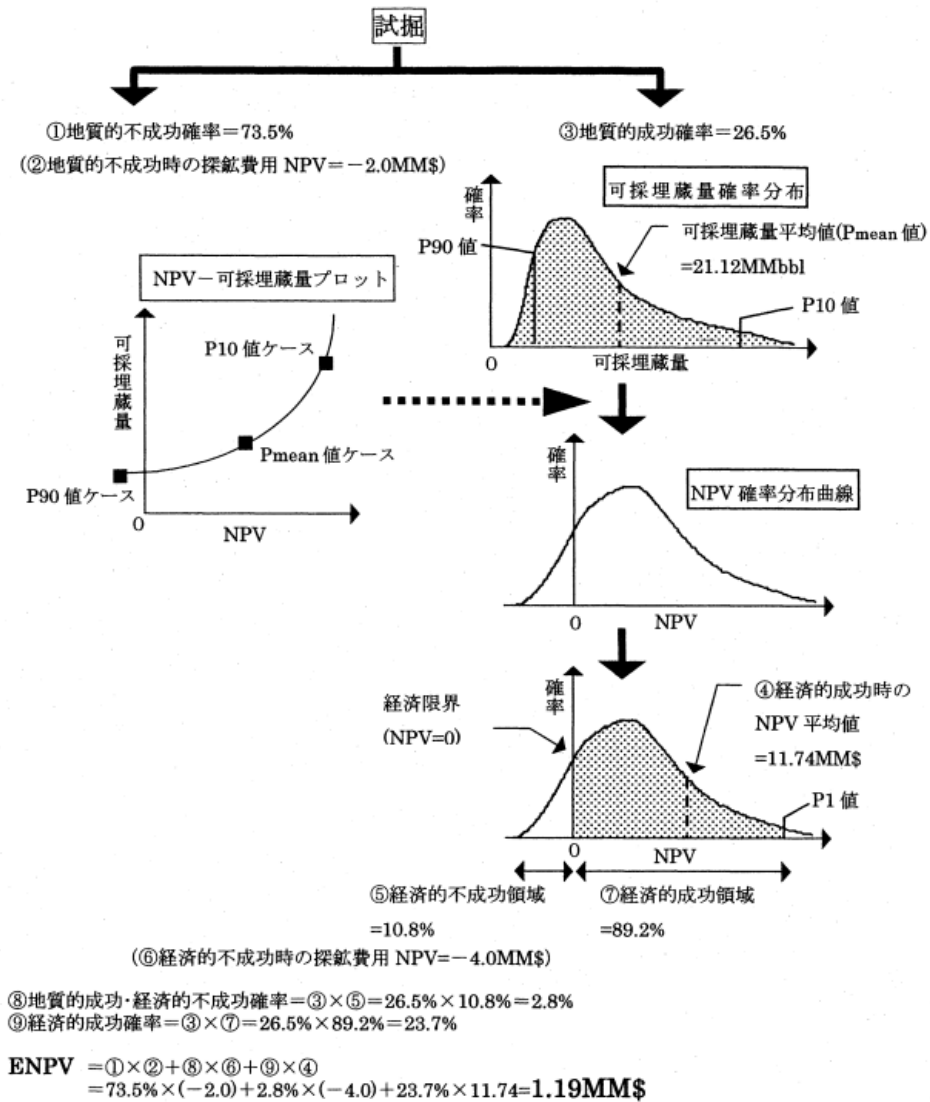 試掘
①地質的不成功確率＝73.5%
(②地質的不成功時の探鉱費用 NPV=－2.0MM$)
③地質的成功確率＝26.5%
可採埋蔵量確率分布
確率
P90 値
可採埋蔵量平均値(Pmean 値)
=21.12MMbbl
P10 値
0
可採埋蔵量
NPV－可採埋蔵量プロット
可採埋蔵量
P10 値ケース
Pmean 値ケース
P90 値ケース
0
NPV
確率
NPV 確率分布曲線
0
NPV
経済限界
(NPV=0)
確率
④経済的成功時の
NPV 平均値
=11.74MM$
P1 値
0
NPV
⑤経済的不成功領域
=10.8%
⑦経済的成功領域
=89.2%
(⑥経済的不成功時の探鉱費用 NPV=－4.0MM$)
⑧地質的成功・経済的不成功確率＝③×⑤＝26.5%×10.8%＝2.8%
⑨経済的成功確率＝③×⑦＝26.5%×89.2%＝23.7%
ENPV ＝①×②＋⑧×⑥＋⑨×④
＝73.5%×(－2.0)＋2.8%×(－4.0)＋23.7%×11.74=1.19MM$